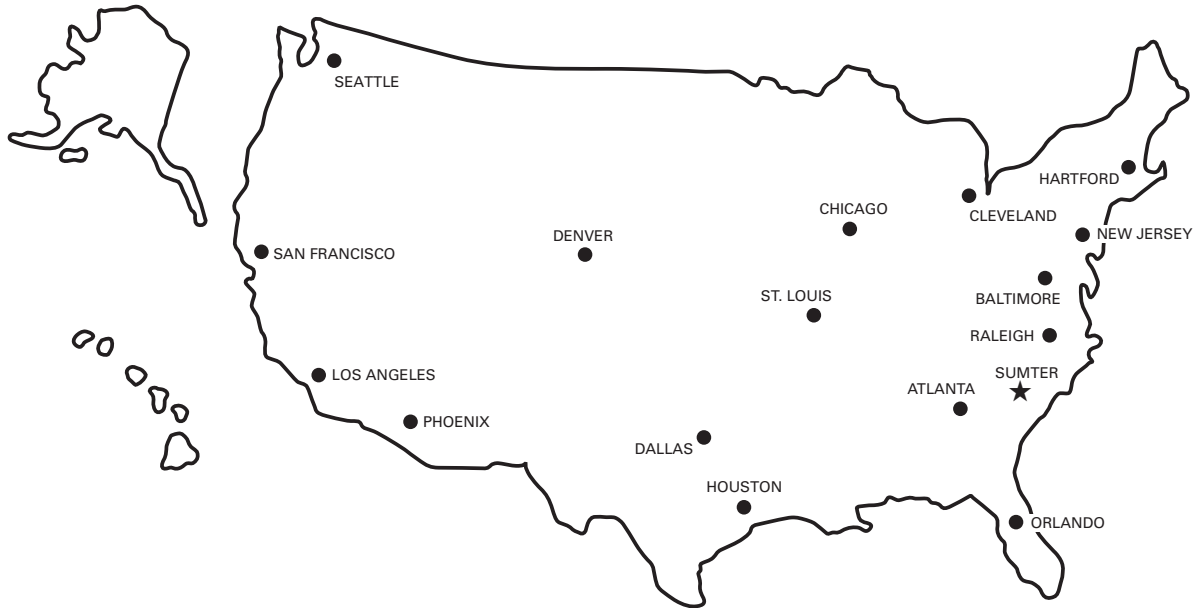 SEATTLE
HARTFORD
CHICAGO
CLEVELAND
NEW JERSEY
DENVER
SAN FRANCISCO
BALTIMORE
ST. LOUIS
RALEIGH
SUMTER
LOS ANGELES
ATLANTA
PHOENIX
DALLAS
HOUSTON
ORLANDO